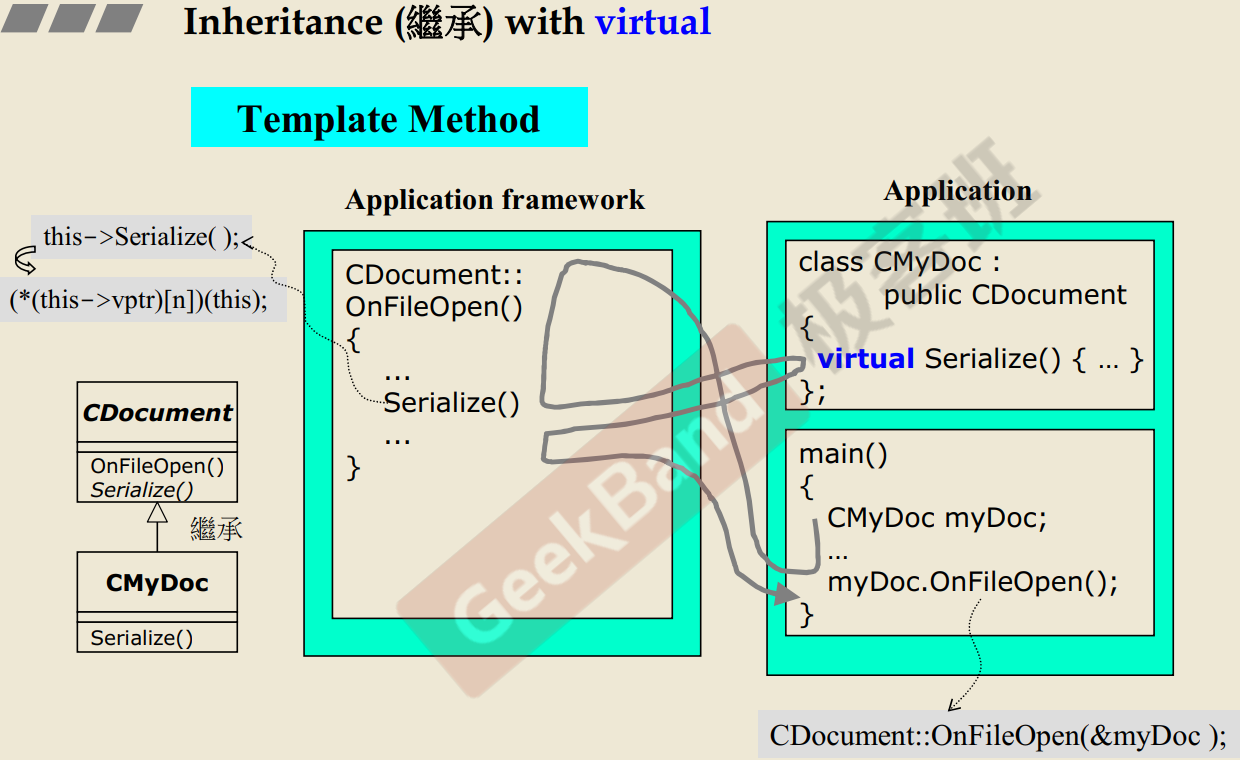 Inheritance (繼承) with virtual
Template Method
Application framework
Application
this->Serialize( );
(*(this->vptr)[n])(this);
CDocument::
OnFileOpen()
{
...
Serialize()
...
}
class CMyDoc :
public CDocument
{
virtual Serialize() { … }
};
main()
{
CMyDoc myDoc;
…
myDoc.OnFileOpen();
}
CDocument
OnFileOpen()
Serialize()
繼承
CMyDoc
Serialize()
CDocument::OnFileOpen(&myDoc );
GeekBand
极客班